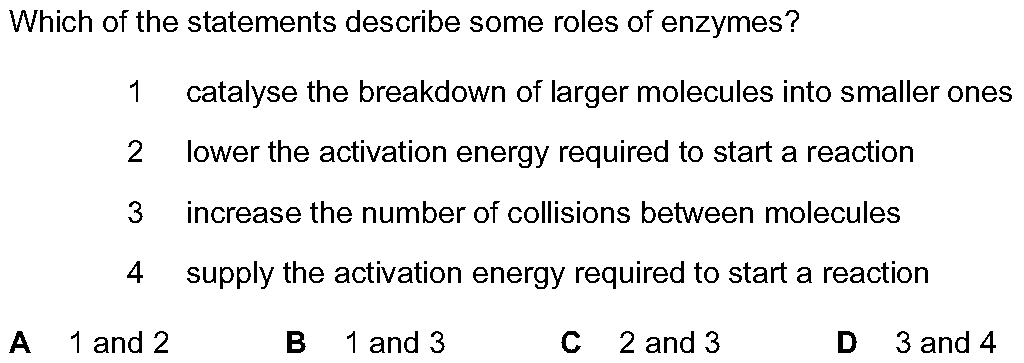 Which of the statements describe some roles of enzymes?
1 catalyse the breakdown of larger molecules into smaller ones
2 lower the activation energy required to start a reaction
3 increase the number of collisions between molecules
4 supply the activation energy required to start a reaction
A 1 and 2 B 1 and 3 C 2 and 3 D 3 and 4